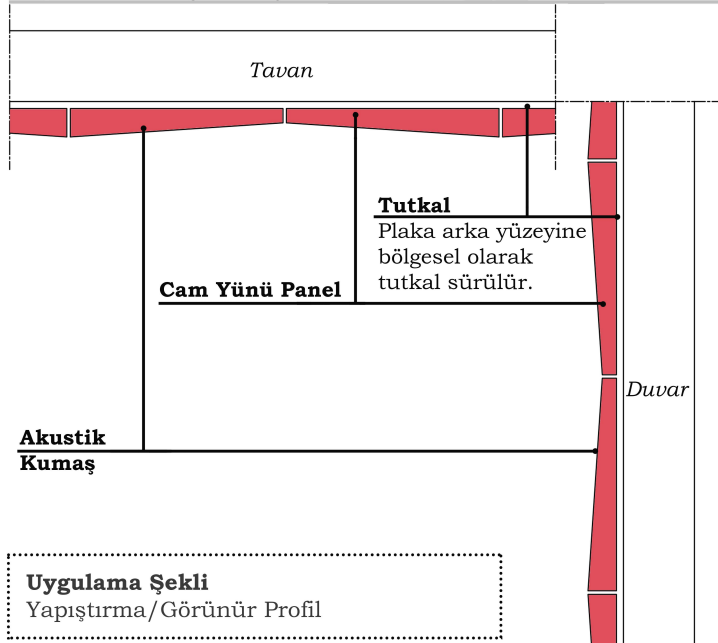 Tavan
Tutkal
Plaka arka yüzeyine
bölgesel olarak
tutkal sürülür.
Cam Yünü Panel
Duvar
Akustik
Kumaş
Uygulama Şekli
Yapıştırma/Görünür Profil